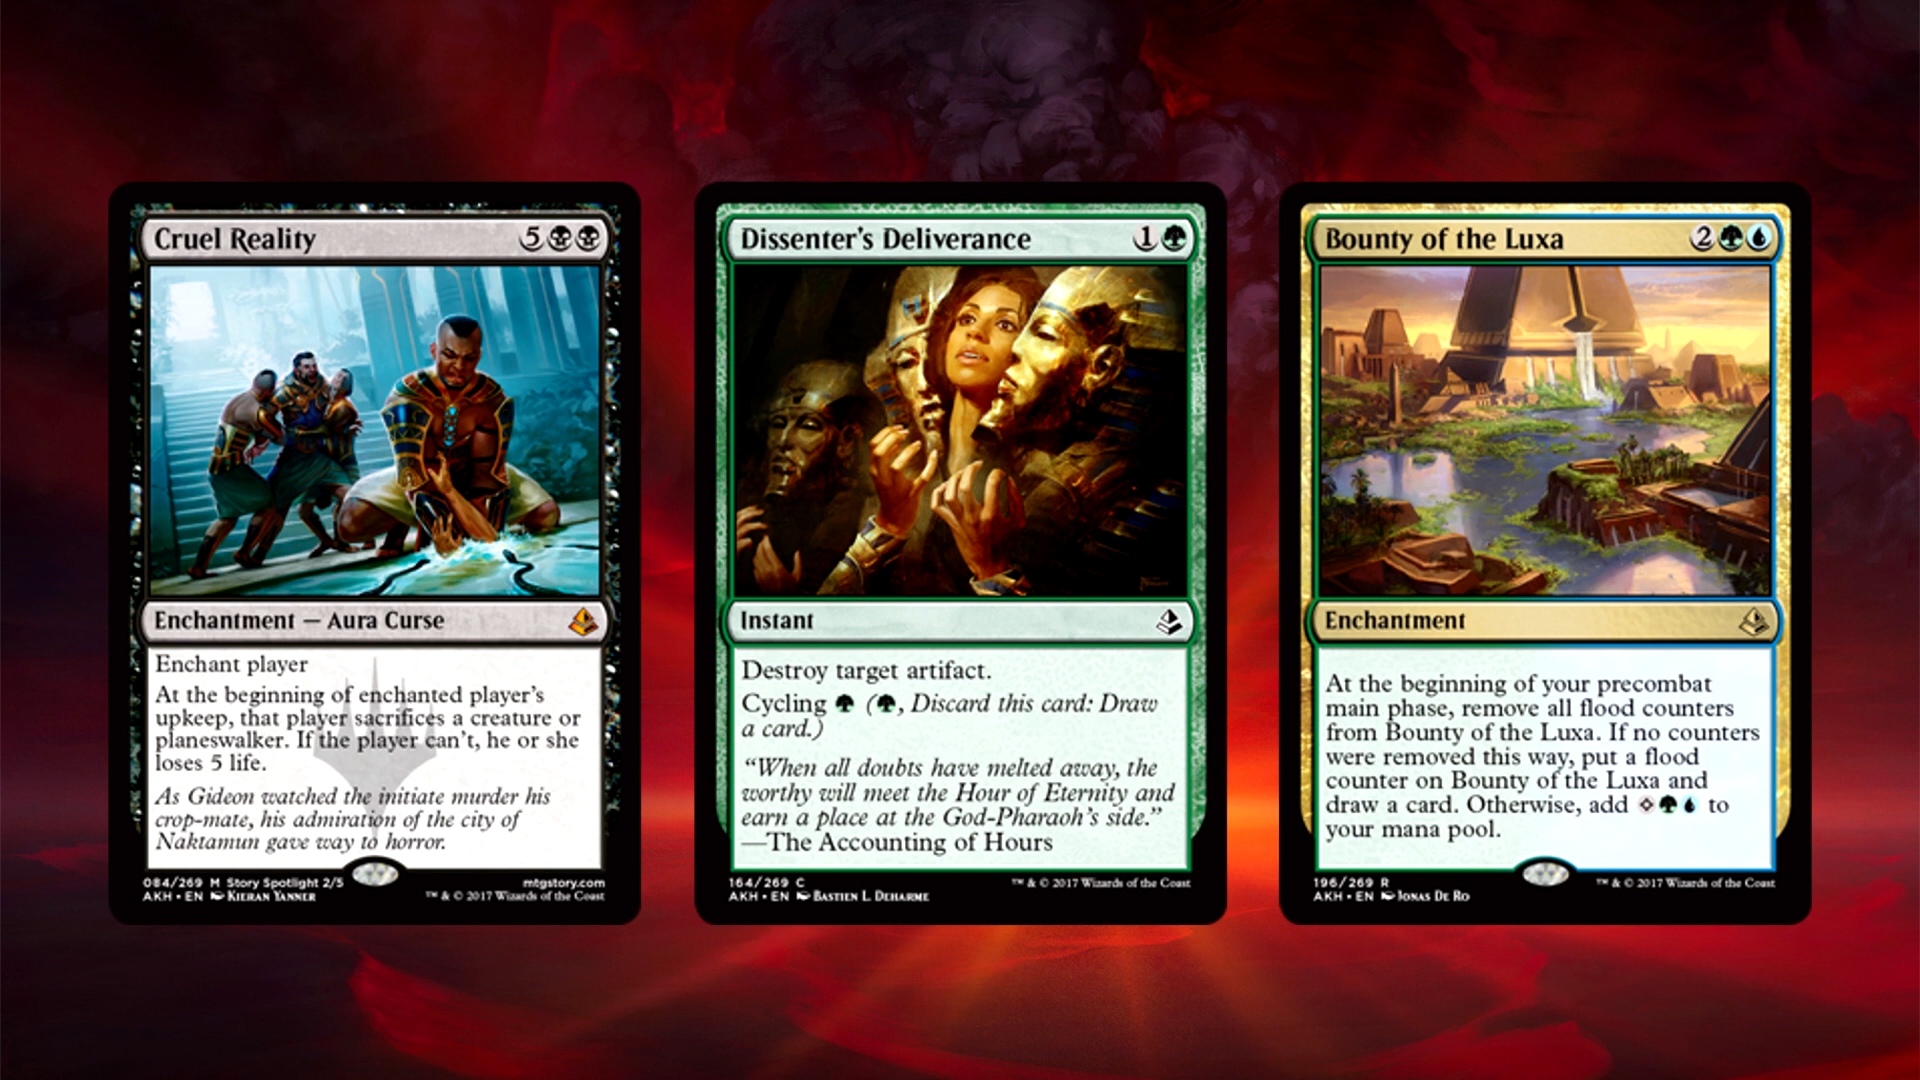 Cruel Reality 5
Enchantment — Aura Curse
Enchant player
At the beginning of enchanted player's
upkeep, that player sacrifices a creature or
planeswalker. If the player can't, he or she
loses 5 life.
As Gideon watched the initiate murder his
crop-mate, his admiration of the city of
Naktamun gave way to horror.
084/269 M Story Spotlight 2/5 mtgstory.com
AKH • EN Kieran Yanner ™ & © 2017 Wizards of the Coast
Dissenter's Deliverance 1
Instant
Destroy target artifact.
Cycling (, Discard this card: Draw
a card.)
“When all doubts have melted away, the
worthy will meet the Hour of Eternity and
earn a place at the God-Pharaoh's side.”
—The Accounting of Hours
164/269 C ™ & © 2017 Wizards of the Coast
AKH • EN Bastien L. Deharme
Bounty of the Luxa 2
Enchantment
At the beginning of your precombat
main phase, remove all flood counters
from Bounty of the Luxa. If no counters
were removed this way, put a flood
counter on Bounty of the Luxa and
draw a card. Otherwise, add to
your mana pool.
196/269 R ™ & © 2017 Wizards of the Coast
AKH • EN Jonas De Ro